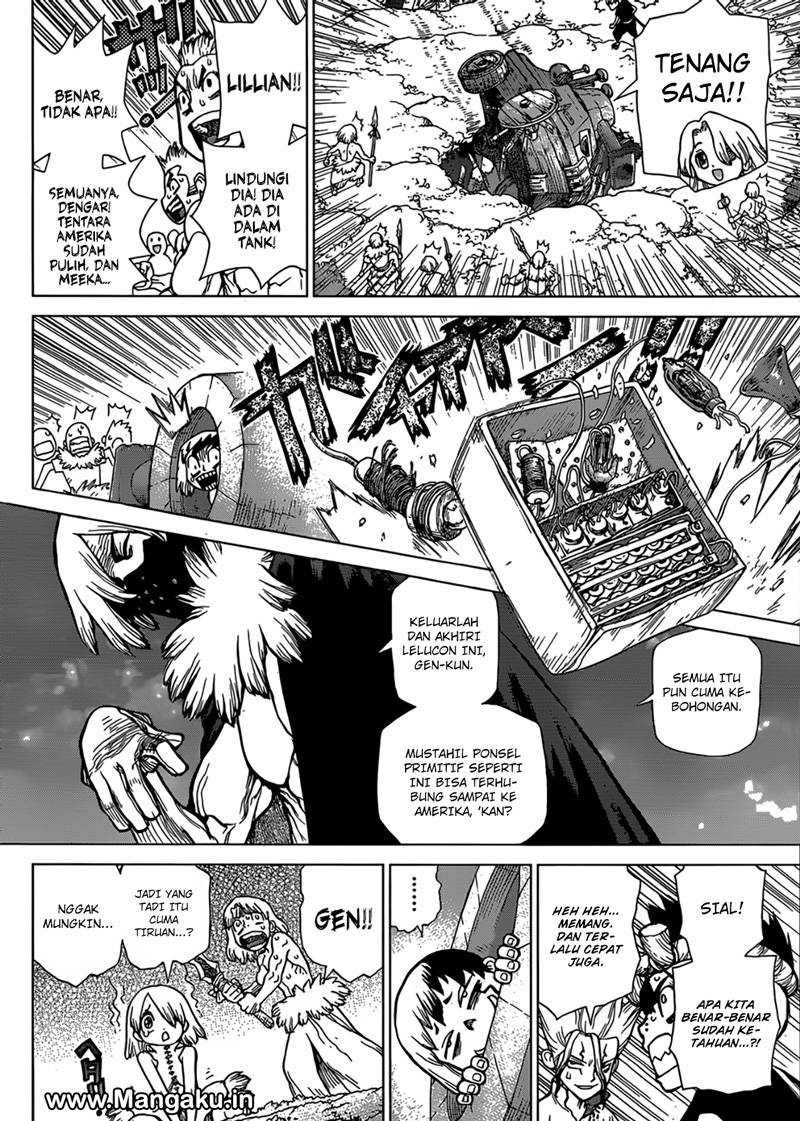 TENANG
SAJA!!
LILLIAN!!
LINDUNGI
DIA! DIA
ADA DI
DALAM
TANK!
BENAR,
TIDAK APA!!
SEMUANYA,
DENGAR!
TENTARA
AMERIKA
SUDAH
PULIH, DAN
MEEKA...
SEMUA ITU
PUN CUMA KE-
BOHONGAN.
KELUARLAH
DAN AKHIRI
LELUCON INI,
GEN-KUN.
MUSTAHIL PONSEL
PRIMITIF SEPERTI
INI BISA TERHU-
BUNG SAMPAI KE
AMERIKA, 'KAN?
SIAL!
APA KITA
BENAR-BENAR
SUDAH KE-
TAHUAN...?!
HEH HEH...
MEMANG.
DAN TER-
LALU CEPAT
JUGA.
......
GEN!!
JADI YANG
TADI ITU
CUMA
TIRUAN...?
NGGAK
MUNGKIN...
www.Mangaku.in